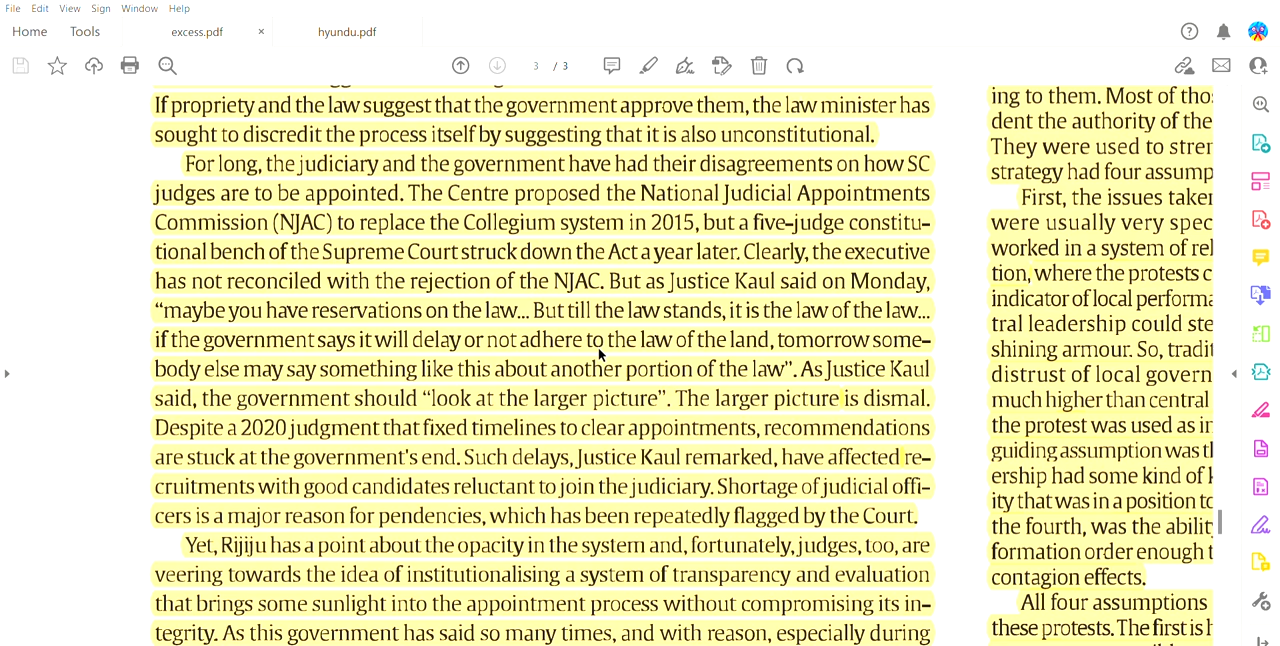 File Edit View Sign Window Help
Home Tools excess.pdf × hyundu.pdf
3 / 3
If propriety and the law suggest that the government approve them, the law minister has
sought to discredit the process itself by suggesting that it is also unconstitutional.
For long, the judiciary and the government have had their disagreements on how SC
judges are to be appointed. The Centre proposed the National Judicial Appointments
Commission (NJAC) to replace the Collegium system in 2015, but a five-judge constitu-
tional bench of the Supreme Court struck down the Act a year later. Clearly, the executive
has not reconciled with the rejection of the NJAC. But as Justice Kaul said on Monday,
“maybe you have reservations on the law... But till the law stands, it is the law of the law...
if the government says it will delay or not adhere to the law of the land, tomorrow some-
body else may say something like this about another portion of the law”. As Justice Kaul
said, the government should “look at the larger picture”. The larger picture is dismal.
Despite a 2020 judgment that fixed timelines to clear appointments, recommendations
are stuck at the government's end. Such delays, Justice Kaul remarked, have affected re-
cruitments with good candidates reluctant to join the judiciary. Shortage of judicial offi-
cers is a major reason for pendencies, which has been repeatedly flagged by the Court.
Yet, Rijiju has a point about the opacity in the system and, fortunately, judges, too, are
veering towards the idea of institutionalising a system of transparency and evaluation
that brings some sunlight into the appointment process without compromising its in-
tegrity. As this government has said so many times, and with reason, especially during
ing to them. Most of tho
dent the authority of the
They were used to stren
strategy had four assump
First, the issues taken
were usually very spec
worked in a system of rel
tion, where the protests c
indicator of local performa
tral leadership could ste
shining armour. So, tradit
distrust of local govern
much higher than central
the protest was used as in
guiding assumption was t
ership had some kind of
ity that was in a position to
the fourth, was the ability
formation order enough t
contagion effects.
All four assumptions
these protests. The first is